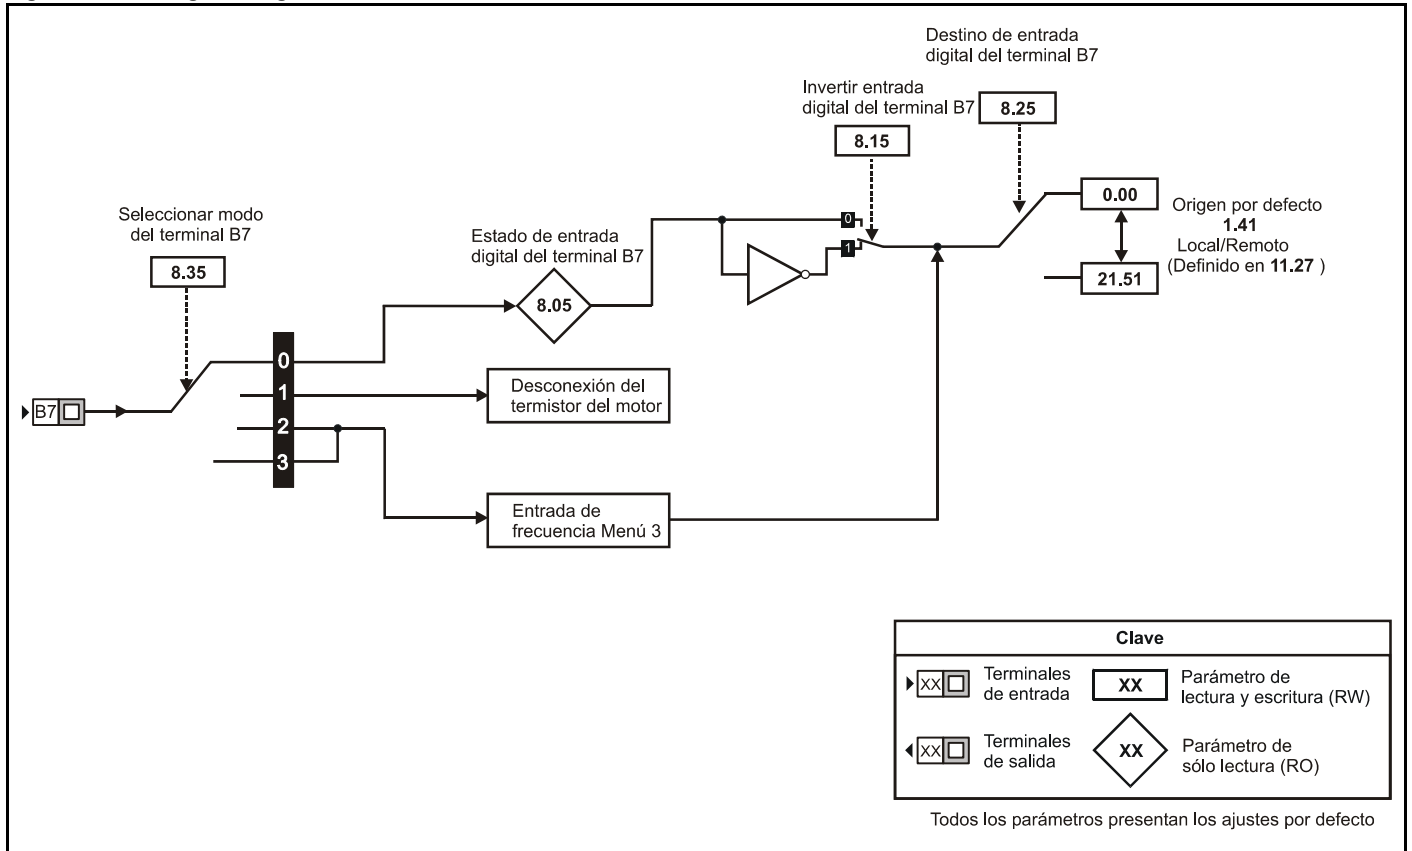 Destino de entrada
digital del terminal B7
8.25
Invertir entrada
digital del terminal B7
8.15
Seleccionar modo
del terminal B7
8.35
Estado de entrada
digital del terminal B7
8.05
0
1
0.00
21.51
Origen por defecto
1.41
Local/Remoto
(Definido en 11.27 )
B7
0
1
2
3
Desconexión del
termistor del motor
Entrada de
frecuencia Menú 3
Clave
XX
Terminales
de entrada
XX
Parámetro de
lectura y escritura (RW)
XX
Terminales
de salida
XX
Parámetro de
sólo lectura (RO)
Todos los parámetros presentan los ajustes por defecto